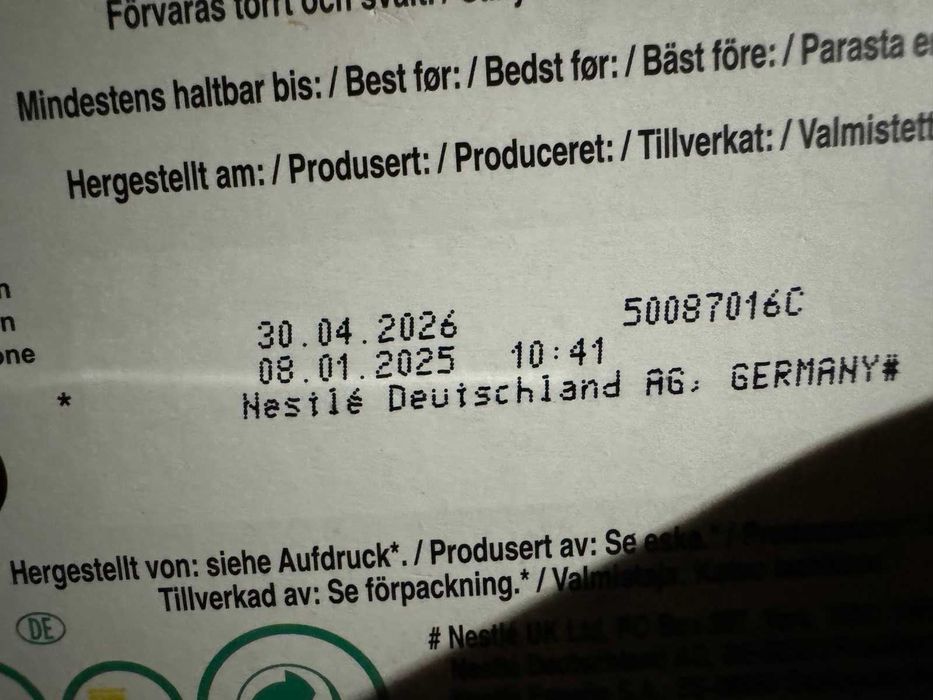 Förvaras torrt och svalt. /
Mindestens haltbar bis: / Best før: / Bedst før: / Bäst före: / Parasta e
Hergestellt am: / Produsert: / Produceret: / Tillverkat: / Valmistett
n
n
one
30.04.2026 50087016C
08.01.2025 10:41
* Nestlé Deutschland AG, GERMANY#
Hergestellt von: siehe Aufdruck*. / Produsert av: Se eske.* /
Tillverkad av: Se förpackning.* / Valmistaja:
DE
# Nestlé UK Ltd, PO Box